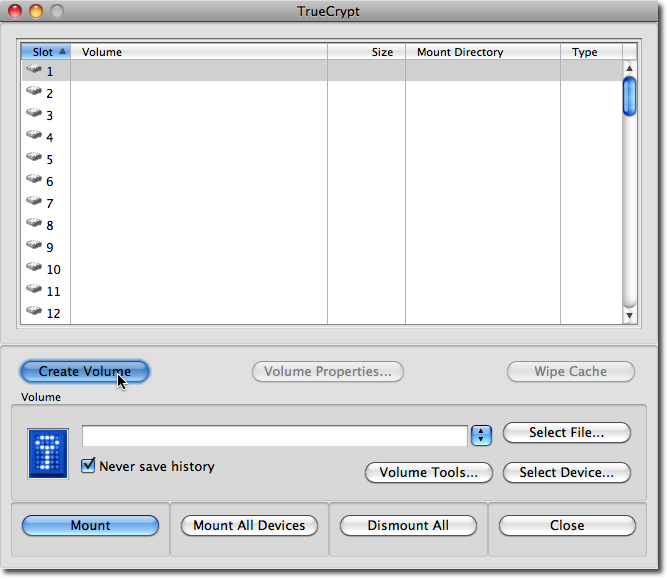 TrueCrypt
Slot Volume Size Mount Directory Type
1
2
3
4
5
6
7
8
9
10
11
12
Create Volume Volume Properties... Wipe Cache
Volume
Select File...
Never save history
Volume Tools... Select Device...
Mount Mount All Devices Dismount All Close